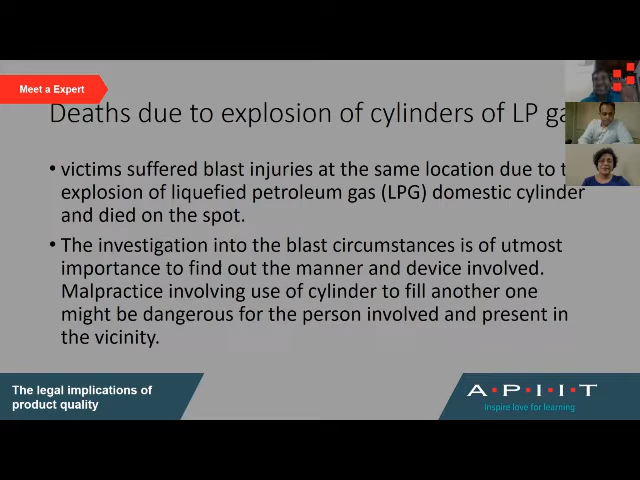 Meet a Expert
Deaths due to explosion of cylinders of LP ga
• victims suffered blast injuries at the same location due to t
explosion of liquefied petroleum gas (LPG) domestic cylinder
and died on the spot.
• The investigation into the blast circumstances is of utmost
importance to find out the manner and device involved.
Malpractice involving use of cylinder to fill another one
might be dangerous for the person involved and present in
the vicinity.
The legal implications of
product quality
A·P·I·I·T
Inspire love for learning